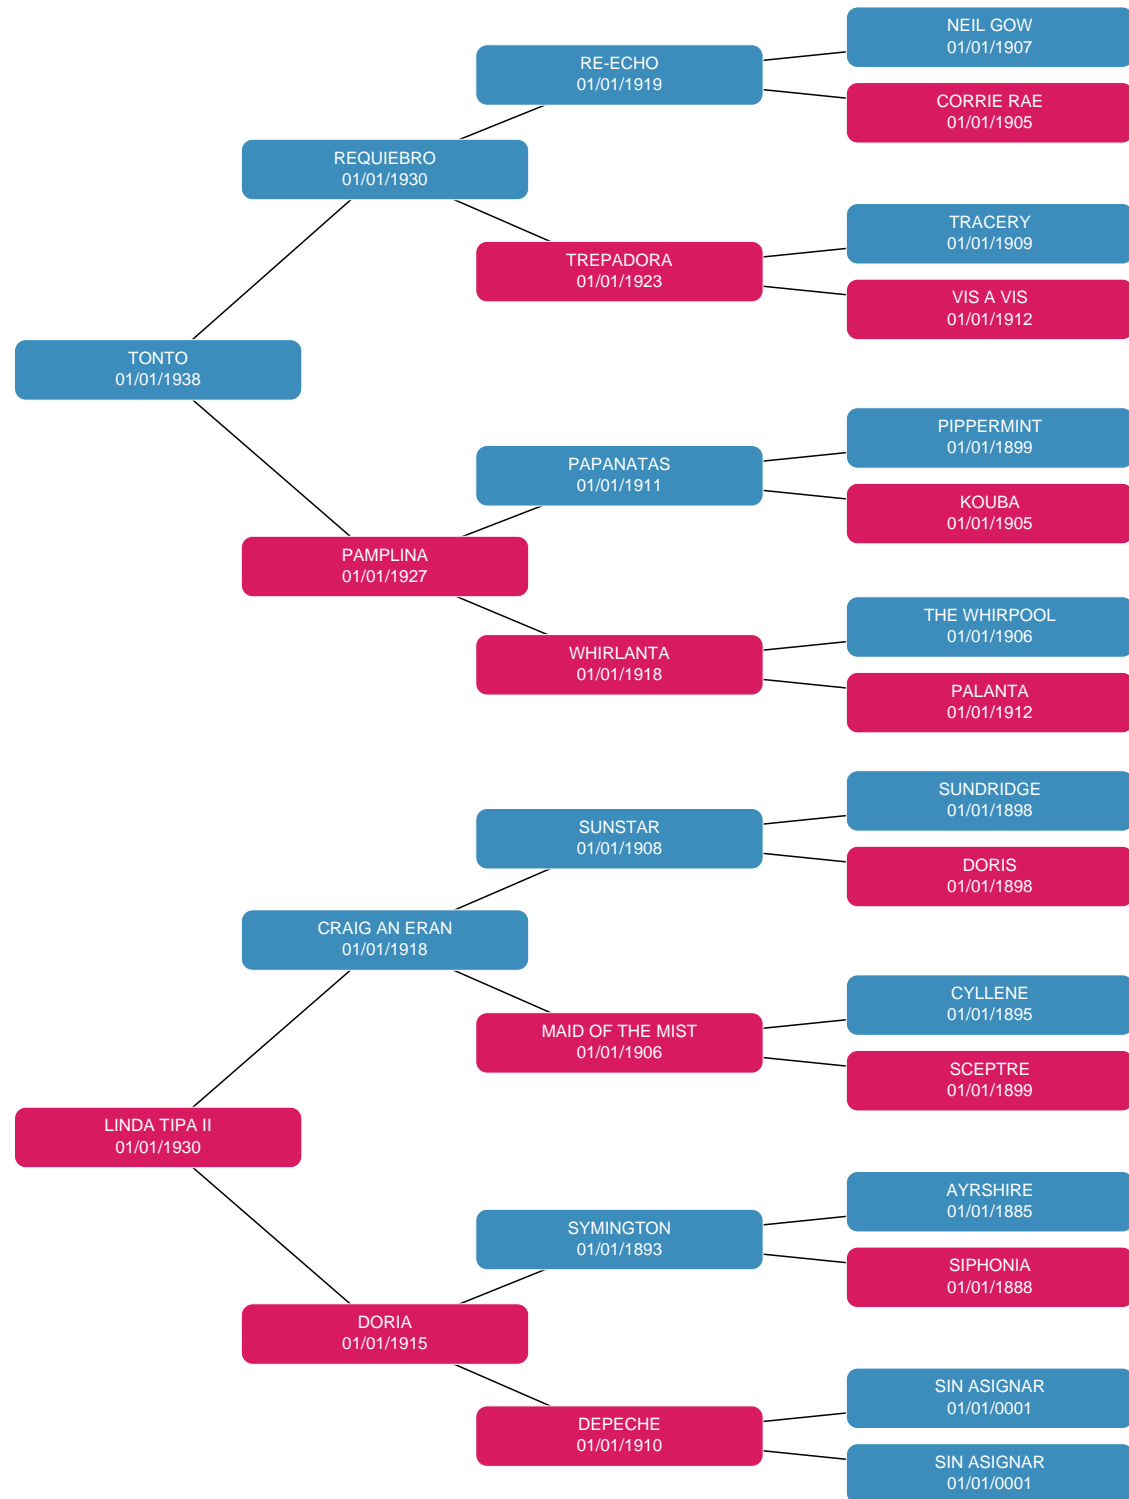 NEIL GOW
01/01/1907
RE-ECHO
01/01/1919
CORRIE RAE
01/01/1905
REQUIEBRO
01/01/1930
TRACERY
01/01/1909
TREPADORA
01/01/1923
VIS A VIS
01/01/1912
TONTO
01/01/1938
PIPPERMINT
01/01/1899
PAPANATAS
01/01/1911
KOUBA
01/01/1905
PAMPLINA
01/01/1927
THE WHIRPOOL
01/01/1906
WHIRLANTA
01/01/1918
PALANTA
01/01/1912
SUNDRIDGE
01/01/1898
SUNSTAR
01/01/1908
DORIS
01/01/1898
CRAIG AN ERAN
01/01/1918
CYLLENE
01/01/1895
MAID OF THE MIST
01/01/1906
SCEPTRE
01/01/1899
LINDA TIPA II
01/01/1930
AYRSHIRE
01/01/1885
SYMINGTON
01/01/1893
SIPHONIA
01/01/1888
DORIA
01/01/1915
SIN ASIGNAR
01/01/0001
DEPECHE
01/01/1910
SIN ASIGNAR
01/01/0001